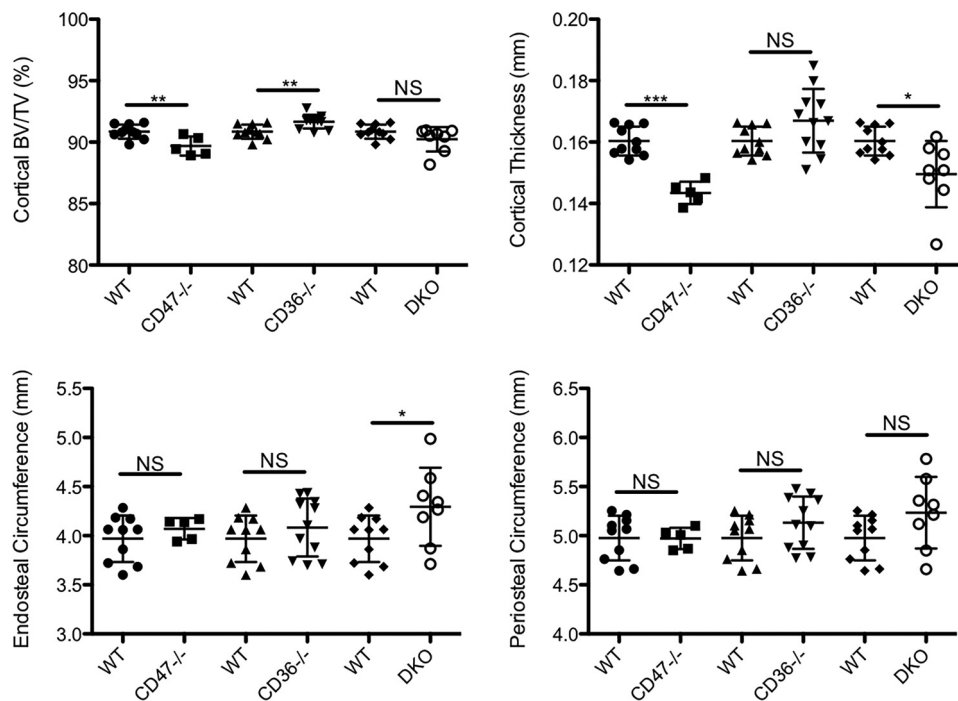 Cortical BV/TV (%)
100
95
90
85
80
**
**
NS
WT
CD47-/-
WT
CD36-/-
WT
DKO
Cortical Thickness (mm)
0.20
0.18
0.16
0.14
0.12
***
NS
*
WT
CD47-/-
WT
CD36-/-
WT
DKO
Endosteal Circumference (mm)
5.5
5.0
4.5
4.0
3.5
3.0
NS
NS
*
WT
CD47-/-
WT
CD36-/-
WT
DKO
Periosteal Circumference (mm)
6.5
6.0
5.5
5.0
4.5
4.0
NS
NS
NS
WT
CD47-/-
WT
CD36-/-
WT
DKO